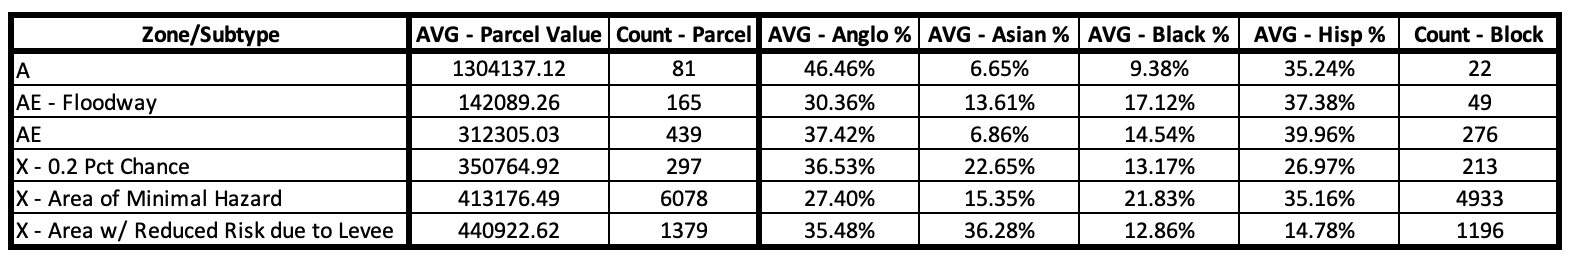 Zone/Subtype AVG - Parcel Value Count - Parcel AVG - Anglo % AVG - Asian % AVG - Black % AVG - Hisp % Count - Block
A 1304137.12 81 46.46% 6.65% 9.38% 35.24% 22
AE - Floodway 142089.26 165 30.36% 13.61% 17.12% 37.38% 49
AE 312305.03 439 37.42% 6.86% 14.54% 39.96% 276
X - 0.2 Pct Chance 350764.92 297 36.53% 22.65% 13.17% 26.97% 213
X - Area of Minimal Hazard 413176.49 6078 27.40% 15.35% 21.83% 35.16% 4933
X - Area w/ Reduced Risk due to Levee 440922.62 1379 35.48% 36.28% 12.86% 14.78% 1196